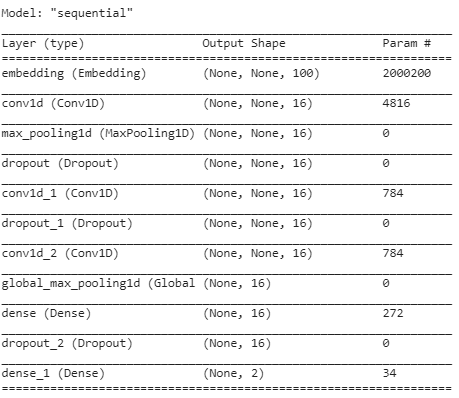 Model: "sequential"
Layer (type) Output Shape Param #
embedding (Embedding) (None, None, 100) 2000200
conv1d (Conv1D) (None, None, 16) 4816
max_pooling1d (MaxPooling1D) (None, None, 16) 0
dropout (Dropout) (None, None, 16) 0
conv1d_1 (Conv1D) (None, None, 16) 784
dropout_1 (Dropout) (None, None, 16) 0
conv1d_2 (Conv1D) (None, None, 16) 784
global_max_pooling1d (Global (None, 16) 0
dense (Dense) (None, 16) 272
dropout_2 (Dropout) (None, 16) 0
dense_1 (Dense) (None, 2) 34